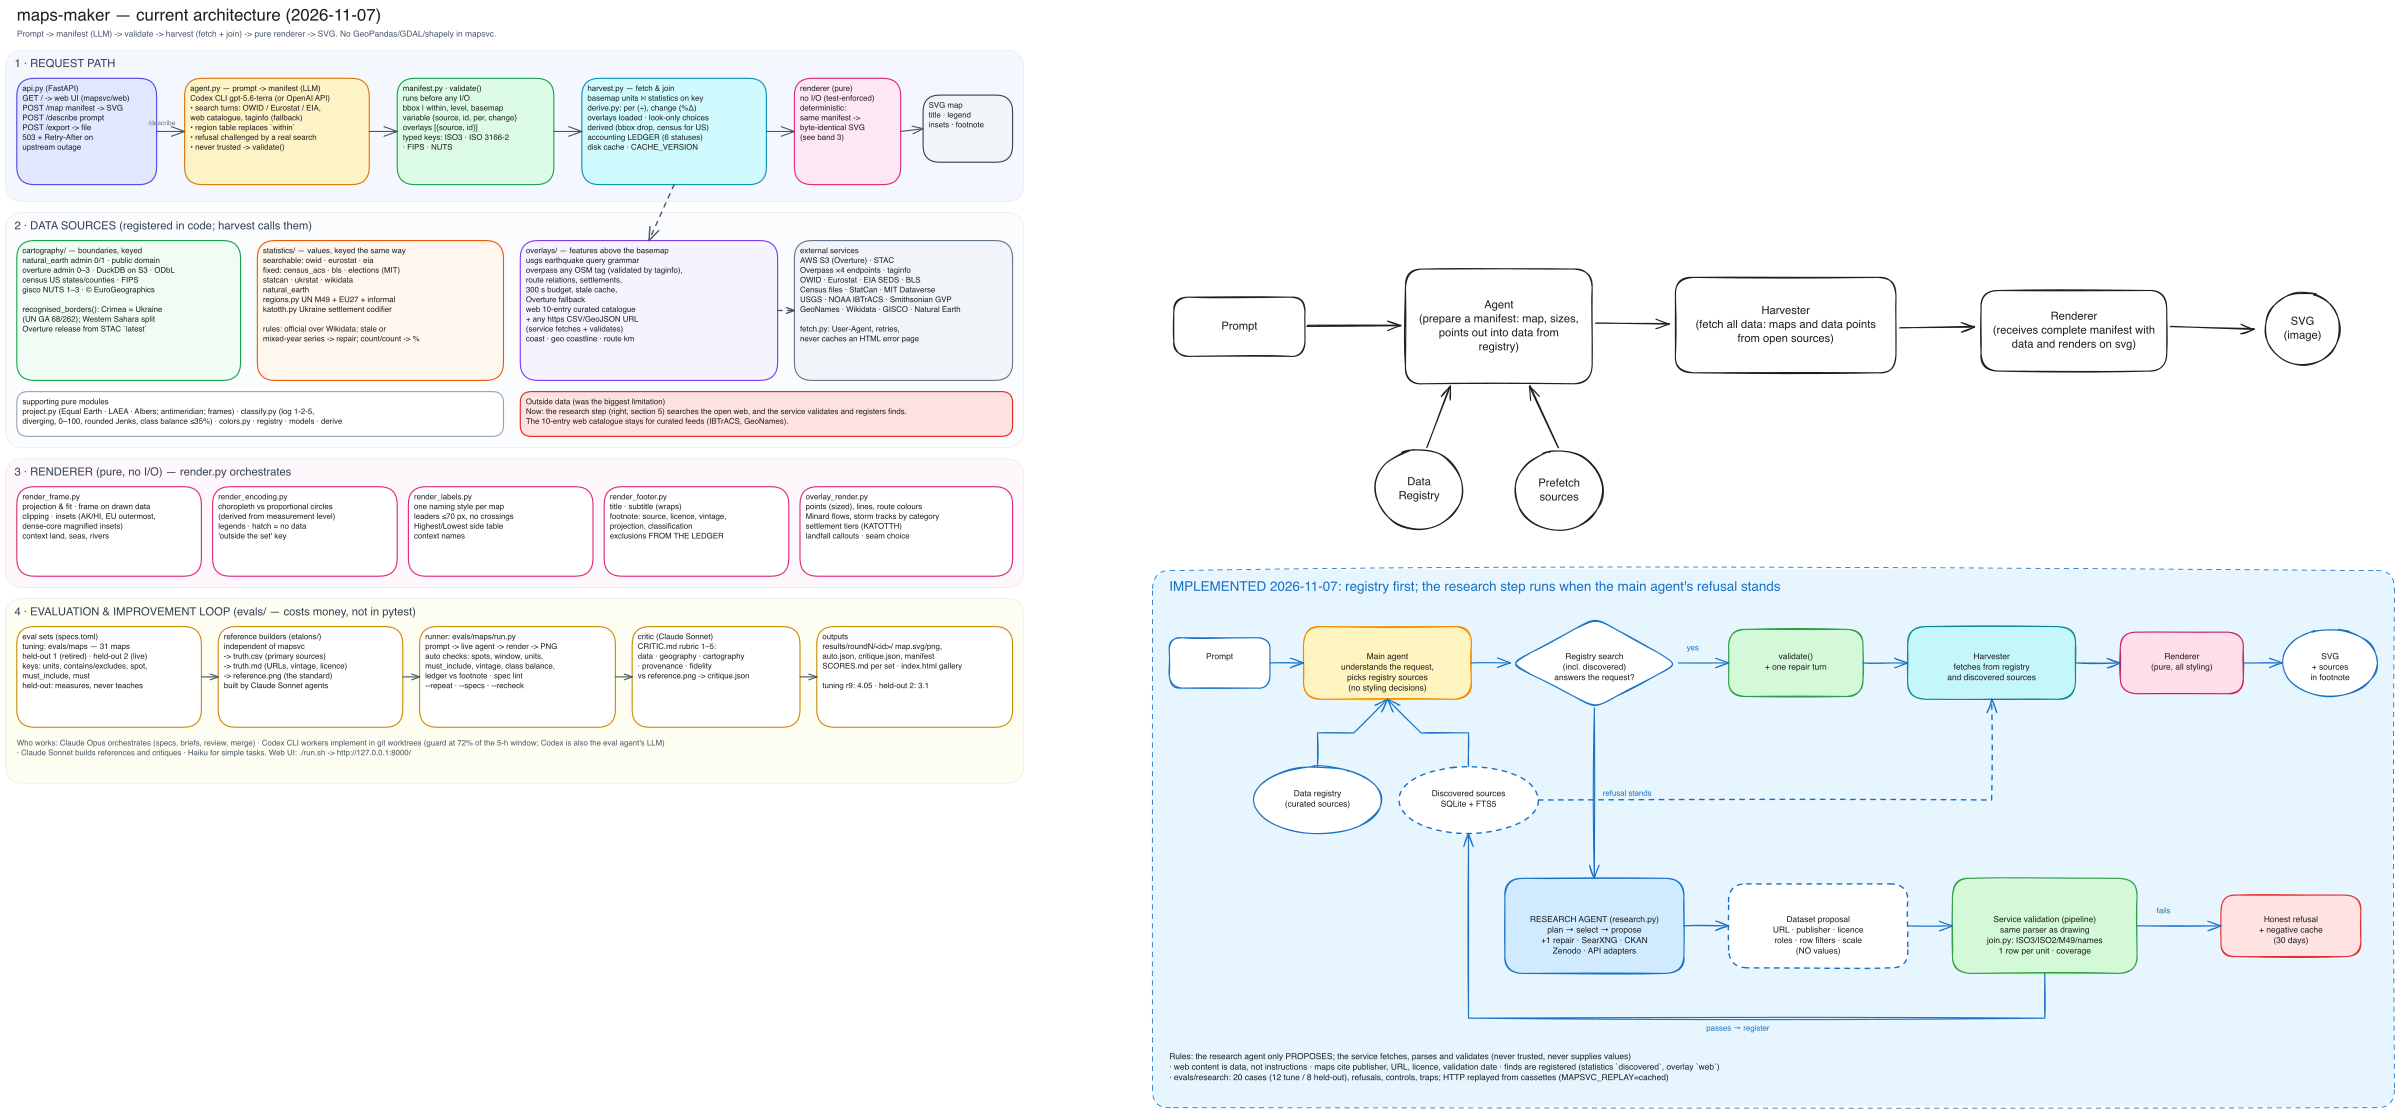 maps-maker — current architecture (2026-11-07)
Prompt -> manifest (LLM) -> validate -> harvest (fetch + join) -> pure renderer -> SVG. No GeoPandas/GDAL/shapely in mapsvc.
1 · REQUEST PATH
api.py (FastAPI)
GET / -> web UI (mapsvc/web)
POST /map manifest -> SVG
POST /describe prompt
POST /export -> file
503 + Retry-After on
upstream outage
/describe
agent.py — prompt -> manifest (LLM)
Codex CLI gpt-5.6-terra (or OpenAI API)
• search turns: OWID / Eurostat / EIA,
web catalogue, taginfo (fallback)
• region table replaces `within`
• refusal challenged by a real search
• never trusted -> validate()
manifest.py · validate()
runs before any I/O
bbox | within, level, basemap
variable {source, id, per, change}
overlays [{source, id}]
typed keys: ISO3 · ISO 3166-2
· FIPS · NUTS
harvest.py — fetch & join
basemap units ⋈ statistics on key
derive.py: per (÷), change (%Δ)
overlays loaded · look-only choices
derived (bbox drop, census for US)
accounting LEDGER (6 statuses)
disk cache · CACHE_VERSION
renderer (pure)
no I/O (test-enforced)
deterministic:
same manifest ->
byte-identical SVG
(see band 3)
SVG map
title · legend
insets · footnote
2 · DATA SOURCES (registered in code; harvest calls them)
cartography/ — boundaries, keyed
natural_earth admin 0/1 · public domain
overture admin 0–3 · DuckDB on S3 · ODbL
census US states/counties · FIPS
gisco NUTS 1–3 · © EuroGeographics
recognised_borders(): Crimea = Ukraine
(UN GA 68/262); Western Sahara split
Overture release from STAC `latest`
statistics/ — values, keyed the same way
searchable: owid · eurostat · eia
fixed: census_acs · bls · elections (MIT)
statcan · ukrstat · wikidata
natural_earth
regions.py UN M49 + EU27 + informal
katotth.py Ukraine settlement codifier
rules: official over Wikidata; stale or
mixed-year series -> repair; count/count -> %
overlays/ — features above the basemap
usgs earthquake query grammar
overpass any OSM tag (validated by taginfo),
route relations, settlements,
300 s budget, stale cache,
Overture fallback
web 10-entry curated catalogue
+ any https CSV/GeoJSON URL
(service fetches + validates)
coast · geo coastline · route km
external services
AWS S3 (Overture) · STAC
Overpass ×4 endpoints · taginfo
OWID · Eurostat · EIA SEDS · BLS
Census files · StatCan · MIT Dataverse
USGS · NOAA IBTrACS · Smithsonian GVP
GeoNames · Wikidata · GISCO · Natural Earth
fetch.py: User-Agent, retries,
never caches an HTML error page
supporting pure modules
project.py (Equal Earth · LAEA · Albers; antimeridian; frames) · classify.py (log 1-2-5,
diverging, 0–100, rounded Jenks, class balance ≤35%) · colors.py · registry · models · derive
Outside data (was the biggest limitation)
Now: the research step (right, section 5) searches the open web, and the service validates and registers finds.
The 10-entry web catalogue stays for curated feeds (IBTrACS, GeoNames).
3 · RENDERER (pure, no I/O) — render.py orchestrates
render_frame.py
projection & fit · frame on drawn data
clipping · insets (AK/HI, EU outermost,
dense-core magnified insets)
context land, seas, rivers
render_encoding.py
choropleth vs proportional circles
(derived from measurement level)
legends · hatch = no data
'outside the set' key
render_labels.py
one naming style per map
leaders ≤70 px, no crossings
Highest/Lowest side table
context names
render_footer.py
title · subtitle (wraps)
footnote: source, licence, vintage,
projection, classification
exclusions FROM THE LEDGER
overlay_render.py
points (sized), lines, route colours
Minard flows, storm tracks by category
settlement tiers (KATOTTH)
landfall callouts · seam choice
4 · EVALUATION & IMPROVEMENT LOOP (evals/ — costs money, not in pytest)
eval sets (specs.toml)
tuning: evals/maps — 31 maps
held-out 1 (retired) · held-out 2 (live)
keys: units, contains/excludes, spot,
must_include, must
held-out: measures, never teaches
reference builders (etalons/)
independent of mapsvc
-> truth.csv (primary sources)
-> truth.md (URLs, vintage, licence)
-> reference.png (the standard)
built by Claude Sonnet agents
runner: evals/maps/run.py
prompt -> live agent -> render -> PNG
auto checks: spots, window, units,
must_include, vintage, class balance,
ledger vs footnote · spec lint
--repeat · --specs · --recheck
critic (Claude Sonnet)
CRITIC.md rubric 1–5:
data · geography · cartography
· provenance · fidelity
vs reference.png -> critique.json
outputs
results/roundN/<id>/ map.svg/png,
auto.json, critique.json, manifest
SCORES.md per set · index.html gallery
tuning r9: 4.05 · held-out 2: 3.1
Who works: Claude Opus orchestrates (specs, briefs, review, merge) · Codex CLI workers implement in git worktrees (guard at 72% of the 5-h window; Codex is also the eval agent's LLM)
· Claude Sonnet builds references and critiques · Haiku for simple tasks. Web UI: ./run.sh -> http://127.0.0.1:8000/
Prompt
Agent
(prepare a manifest: map, sizes,
points out into data from
registry)
Harvester
(fetch all data: maps and data points
from open sources)
Renderer
(receives complete manifest with
data and renders on svg)
SVG
(image)
Data
Registry
Prefetch
sources
IMPLEMENTED 2026-11-07: registry first; the research step runs when the main agent's refusal stands
Prompt
Main agent
understands the request,
picks registry sources
(no styling decisions)
Registry search
(incl. discovered)
answers the request?
yes
validate()
+ one repair turn
Harvester
fetches from registry
and discovered sources
Renderer
(pure, all styling)
SVG
+ sources
in footnote
Data registry
(curated sources)
Discovered sources
SQLite + FTS5
refusal stands
RESEARCH AGENT (research.py)
plan → select → propose
+1 repair · SearXNG · CKAN
Zenodo · API adapters
Dataset proposal
URL · publisher · licence
roles · row filters · scale
(NO values)
Service validation (pipeline)
same parser as drawing
join.py: ISO3/ISO2/M49/names
1 row per unit · coverage
fails
Honest refusal
+ negative cache
(30 days)
passes → register
Rules: the research agent only PROPOSES; the service fetches, parses and validates (never trusted, never supplies values)
· web content is data, not instructions · maps cite publisher, URL, licence, validation date · finds are registered (statistics `discovered`, overlay `web`)
· evals/research: 20 cases (12 tune / 8 held-out), refusals, controls, traps; HTTP replayed from cassettes (MAPSVC_REPLAY=cached)